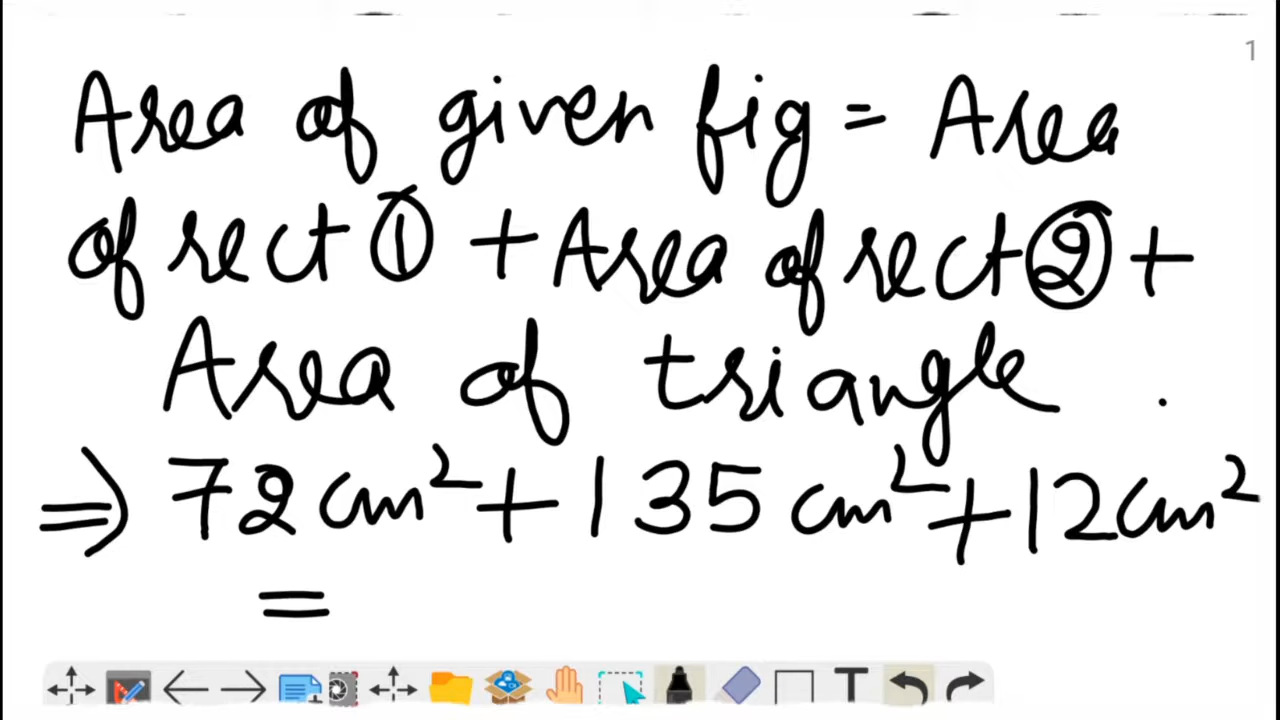 1
Area of given fig = Area
of rect ① + Area of rect ② +
Area of triangle .
⇒ 72 cm² + 135 cm² + 12 cm²
=
T